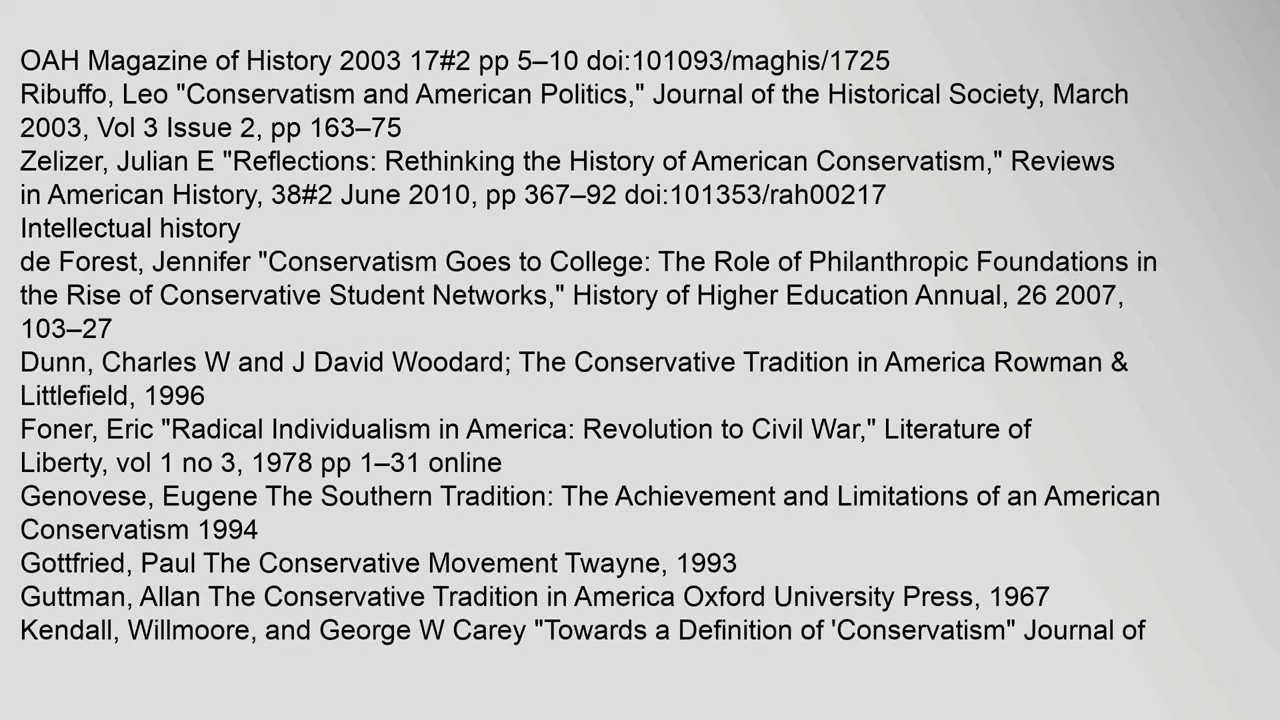 OAH Magazine of History 2003 17#2 pp 5–10 doi:101093/maghis/1725
Ribuffo, Leo "Conservatism and American Politics," Journal of the Historical Society, March
2003, Vol 3 Issue 2, pp 163–75
Zelizer, Julian E "Reflections: Rethinking the History of American Conservatism," Reviews
in American History, 38#2 June 2010, pp 367–92 doi:101353/rah00217
Intellectual history
de Forest, Jennifer "Conservatism Goes to College: The Role of Philanthropic Foundations in
the Rise of Conservative Student Networks," History of Higher Education Annual, 26 2007,
103–27
Dunn, Charles W and J David Woodard; The Conservative Tradition in America Rowman &
Littlefield, 1996
Foner, Eric "Radical Individualism in America: Revolution to Civil War," Literature of
Liberty, vol 1 no 3, 1978 pp 1–31 online
Genovese, Eugene The Southern Tradition: The Achievement and Limitations of an American
Conservatism 1994
Gottfried, Paul The Conservative Movement Twayne, 1993
Guttman, Allan The Conservative Tradition in America Oxford University Press, 1967
Kendall, Willmoore, and George W Carey "Towards a Definition of 'Conservatism" Journal of